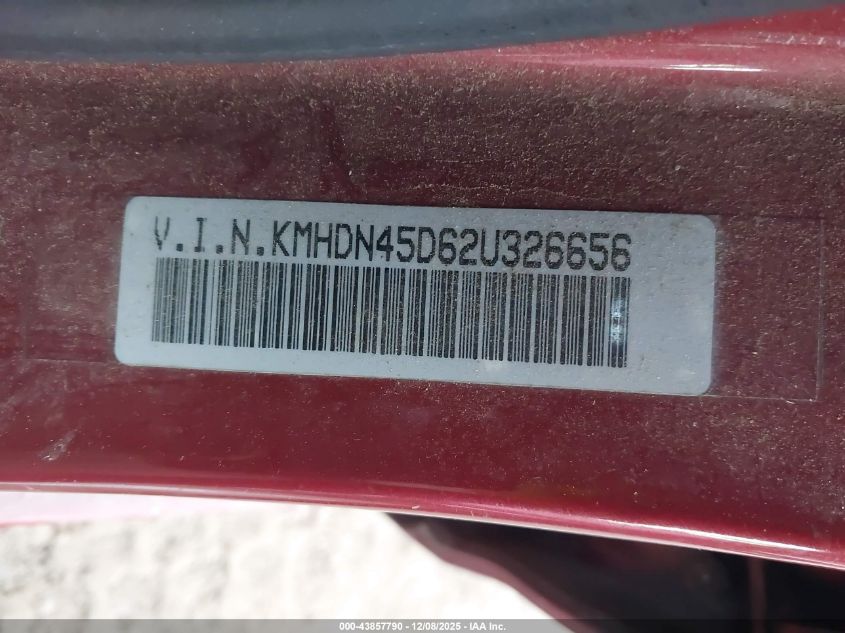 V.I.N.KMHDN45D62U326656
000-43857790 - 12/08/2025 - IAA Inc.